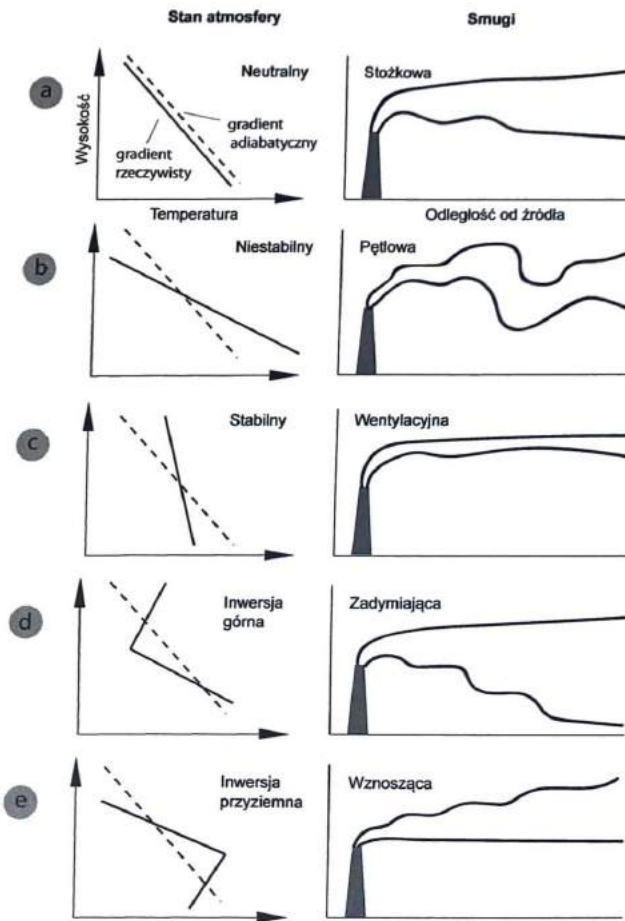 Stan atmosfery
Smugi
a
Neutralny
Stożkowa
Wysokość
gradient
adiabatyczny
gradient
rzeczywisty
Temperatura
Odległość od źródła
b
Niestabilny
Pętlowa
c
Stabilny
Wentylacyjna
d
Inwersja
górna
Zadymiająca
e
Inwersja
przyziemna
Wznosząca